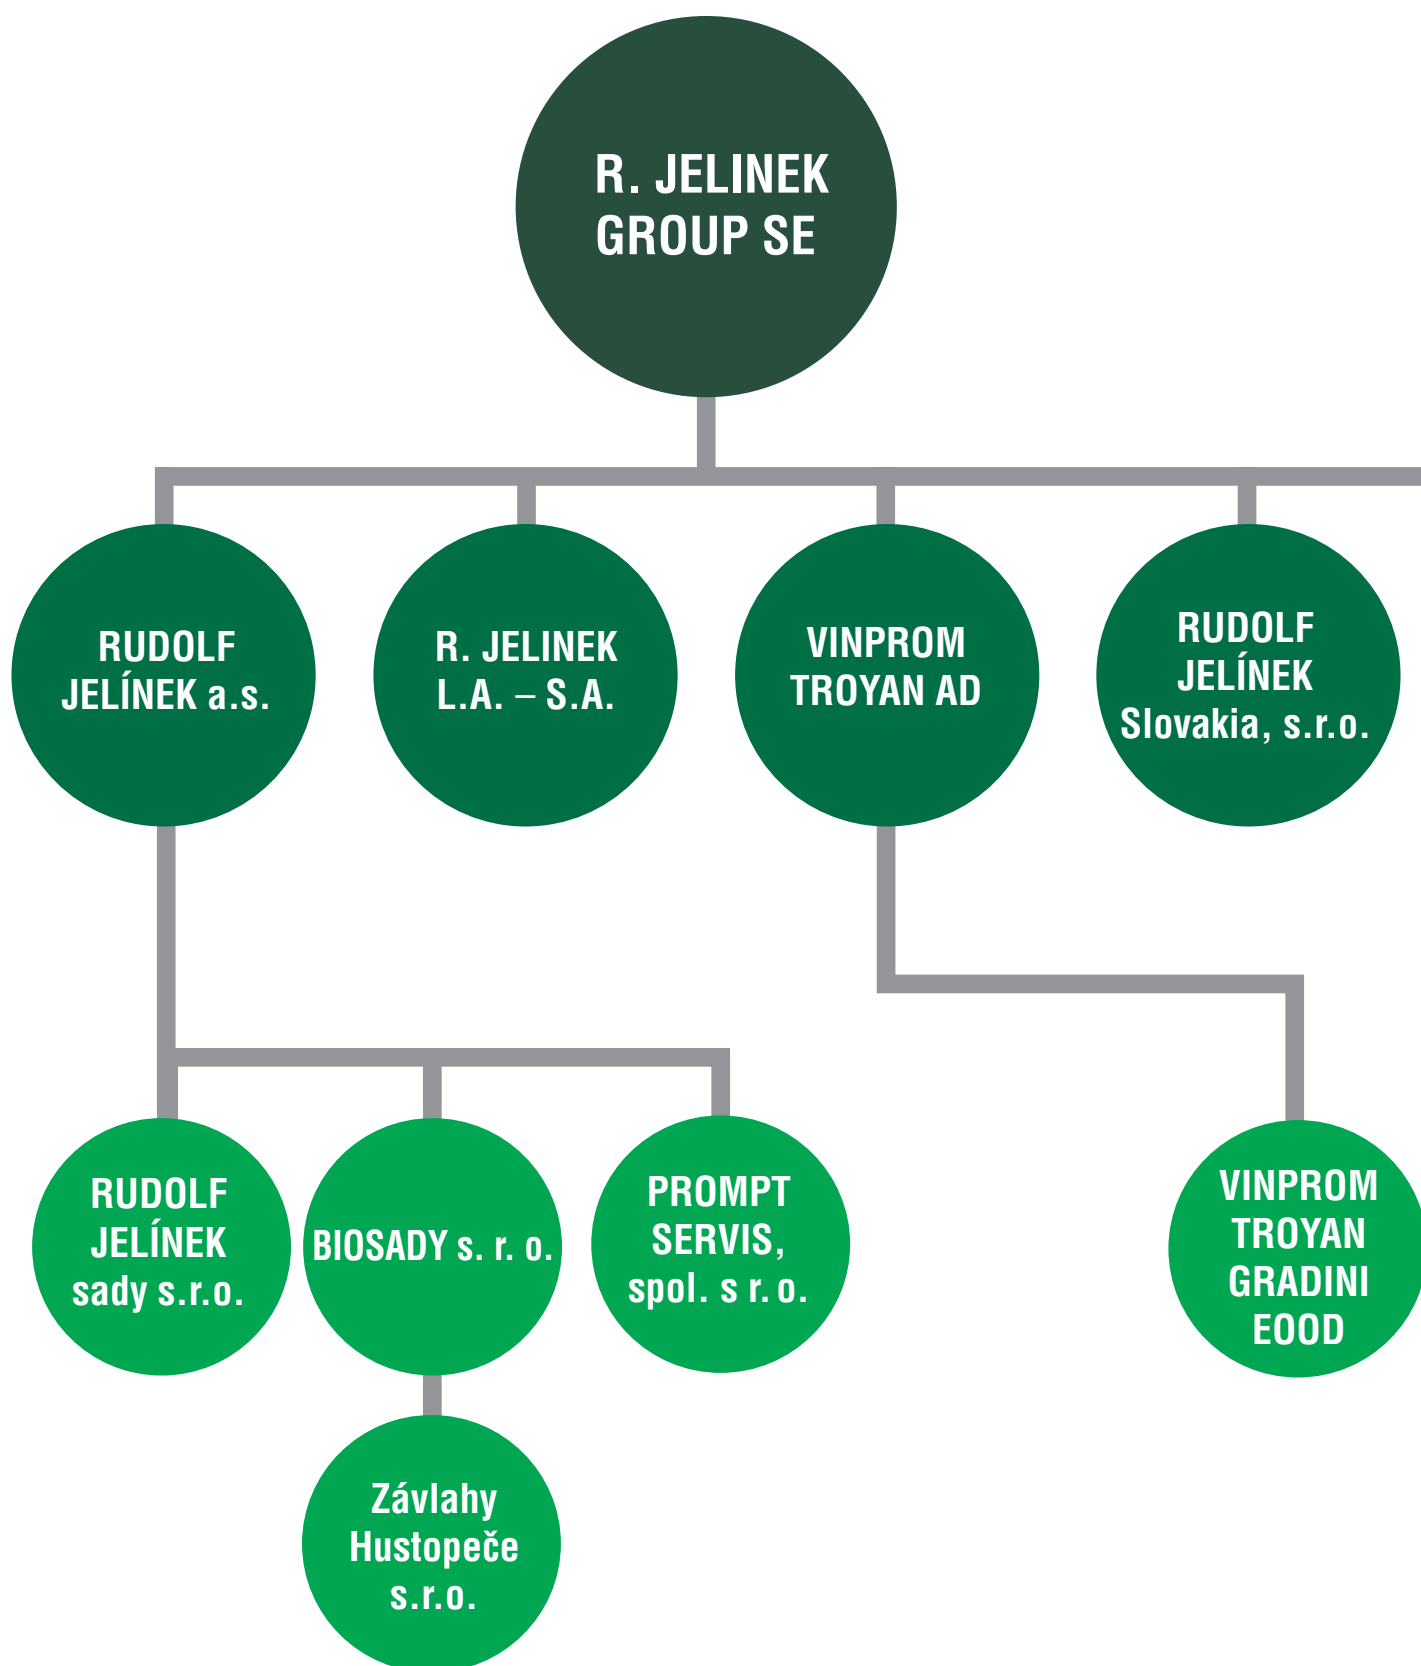 R. JELINEK
GROUP SE
RUDOLF
JELÍNEK a.s.
R. JELINEK
L.A. – S.A.
VINPROM
TROYAN AD
RUDOLF
JELÍNEK
Slovakia, s.r.o.
RUDOLF
JELÍNEK
sady s.r.o.
BIOSADY s. r. o.
PROMPT
SERVIS,
spol. s r. o.
VINPROM
TROYAN
GRADINI
EOOD
Závlahy
Hustopeče
s.r.o.